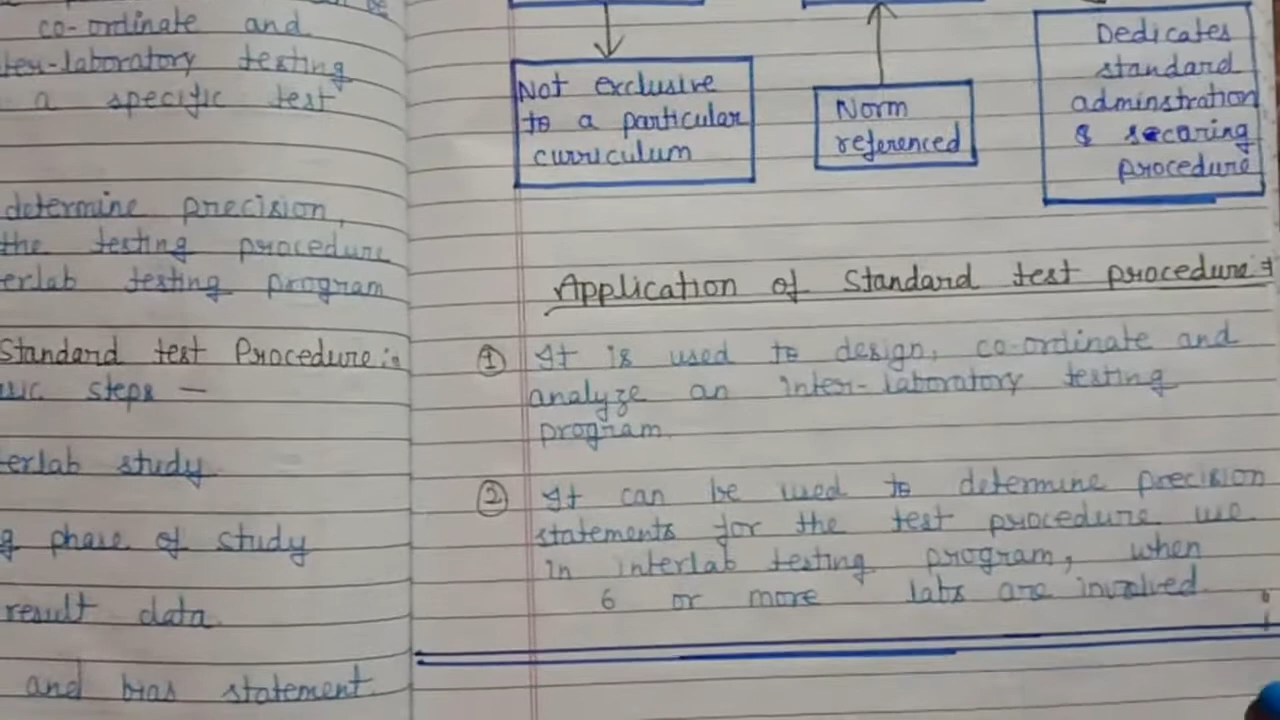 co-ordinate and
ter-laboratory testing
a specific test
determine precision,
the testing procedure
erlab testing program
Standard test Procedure :-
steps —
erlab study
g phase of study
result data
and bias statement
Not exclusive
to a particular
curriculum
Norm
referenced
Dedicates
standard
adminstration
& secaring
procedure
Application of Standard test procedure :-
① It is used to design, co-ordinate and
analyze an inter-laboratory testing
program.
② It can be used to determine precision
statements for the test procedure use
in interlab testing program, when
6 or more labs are involved.